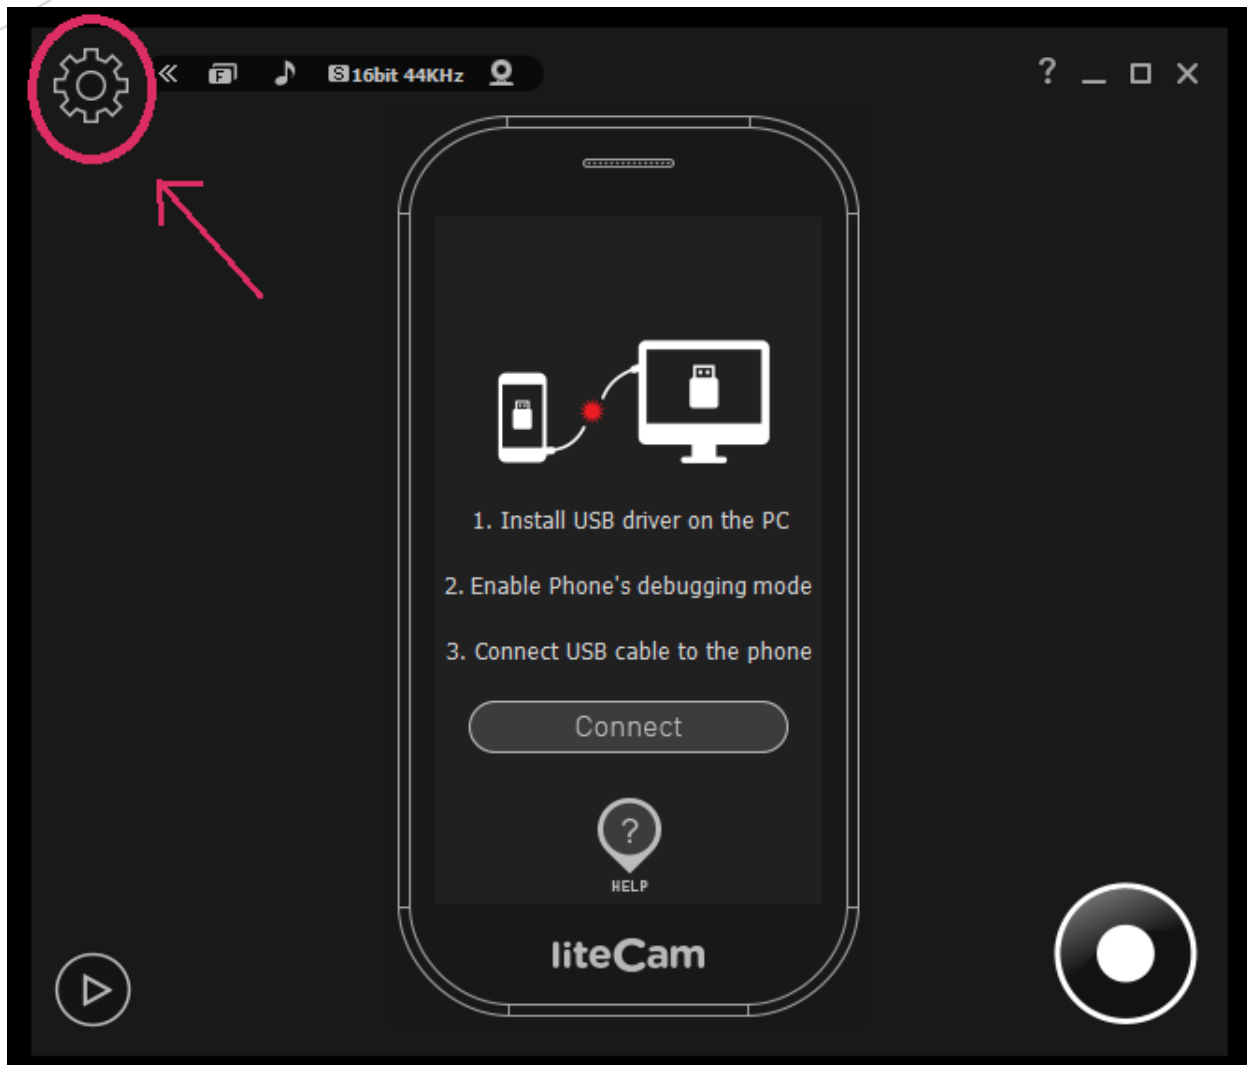 F
S 16bit 44KHz
?
1. Install USB driver on the PC
2. Enable Phone's debugging mode
3. Connect USB cable to the phone
Connect
?
HELP
liteCam